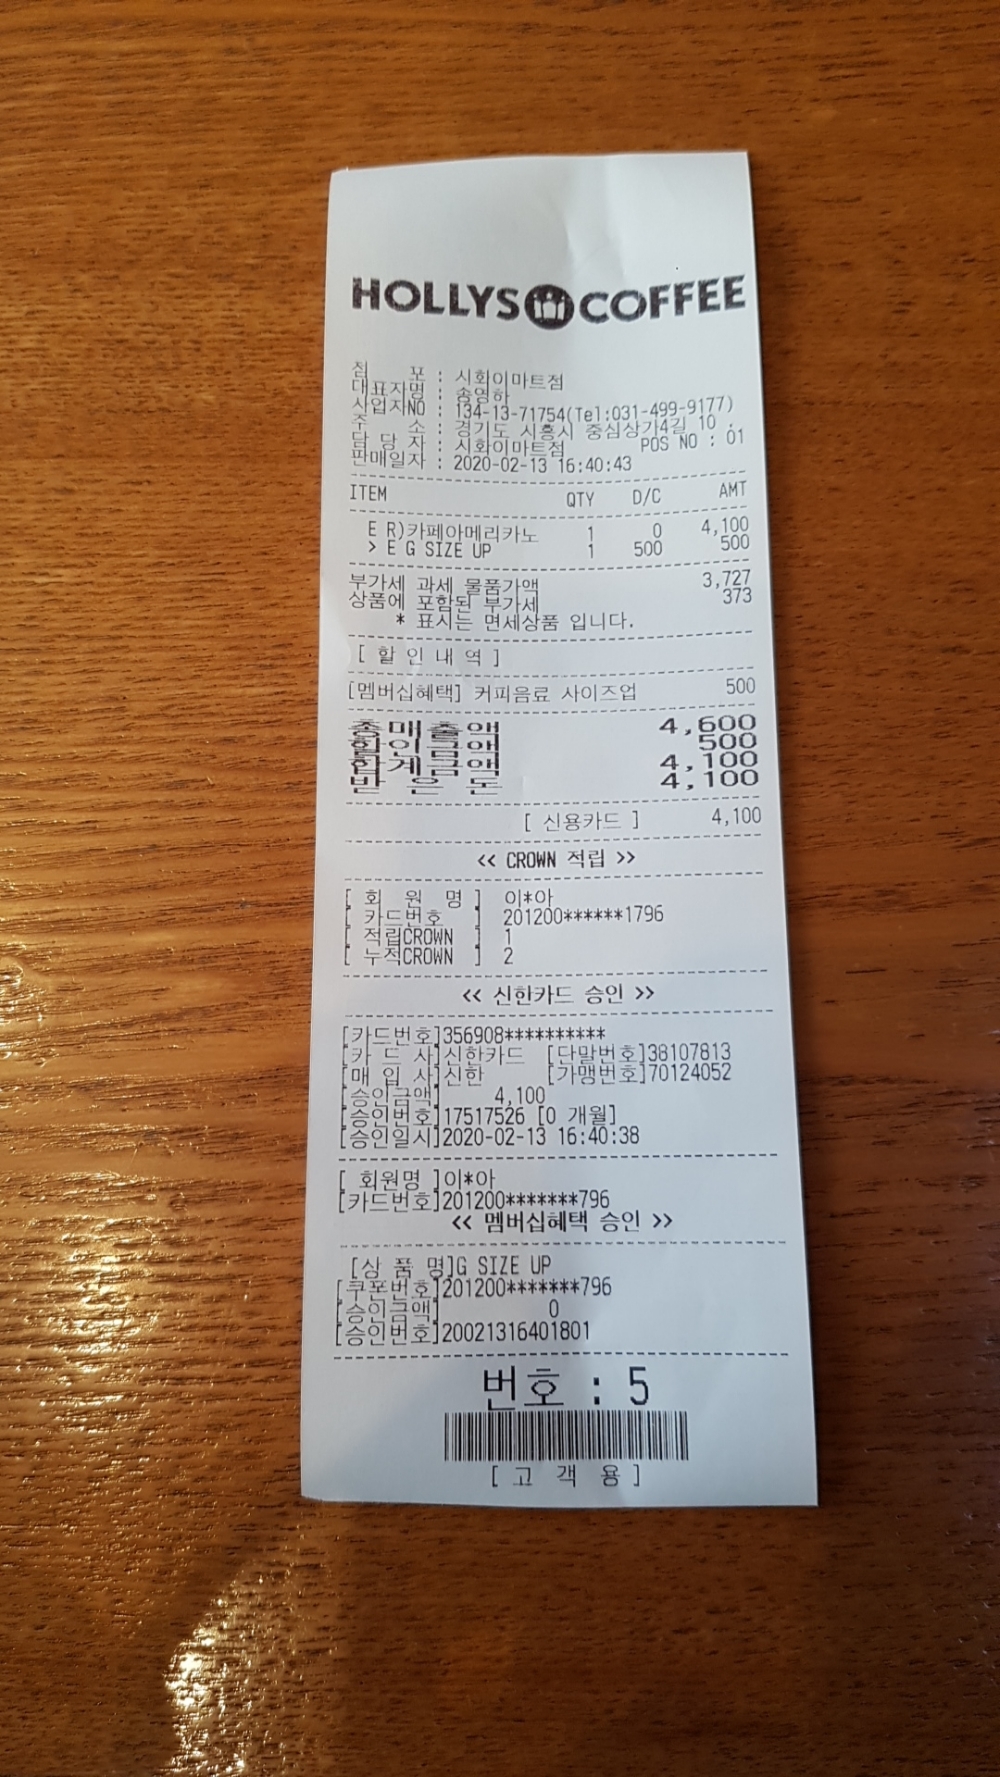 HOLLYS COFFEE
점 포 : 시화이마트점
대표자명 : 송영하
사업자NO : 134-13-71754(Tel:031-499-9177)
주 소 : 경기도 시흥시 중심상가4길 10 .
담 당 자 : 시화이마트점 POS NO : 01
판매일자 : 2020-02-13 16:40:43
ITEM QTY D/C AMT
E R)카페아메리카노 1 0 4,100
> E G SIZE UP 1 500 500
부가세 과세 물품가액 3,727
상품에 포함된 부가세 373
* 표시는 면세상품 입니다.
[ 할 인 내 역 ]
[멤버십혜택] 커피음료 사이즈업 500
총매출액 4,600
할인금액 500
합계금액 4,100
받 은 돈 4,100
[ 신용카드 ] 4,100
<< CROWN 적립 >>
[ 회 원 명 ] 이*아
[ 카드번호 ] 201200******1796
[ 적립CROWN ] 1
[ 누적CROWN ] 2
<< 신한카드 승인 >>
[카드번호]356908**********
[카 드 사]신한카드 [단말번호]38107813
[매 입 사]신한 [가맹번호]70124052
[승인금액] 4,100
[승인번호]17517526 [0 개월]
[승인일시]2020-02-13 16:40:38
[ 회원명 ]이*아
[카드번호]201200*******796
<< 멤버십혜택 승인 >>
[상 품 명]G SIZE UP
[쿠폰번호]201200*******796
[승인금액] 0
[승인번호]20021316401801
번호 : 5
[ 고 객 용 ]